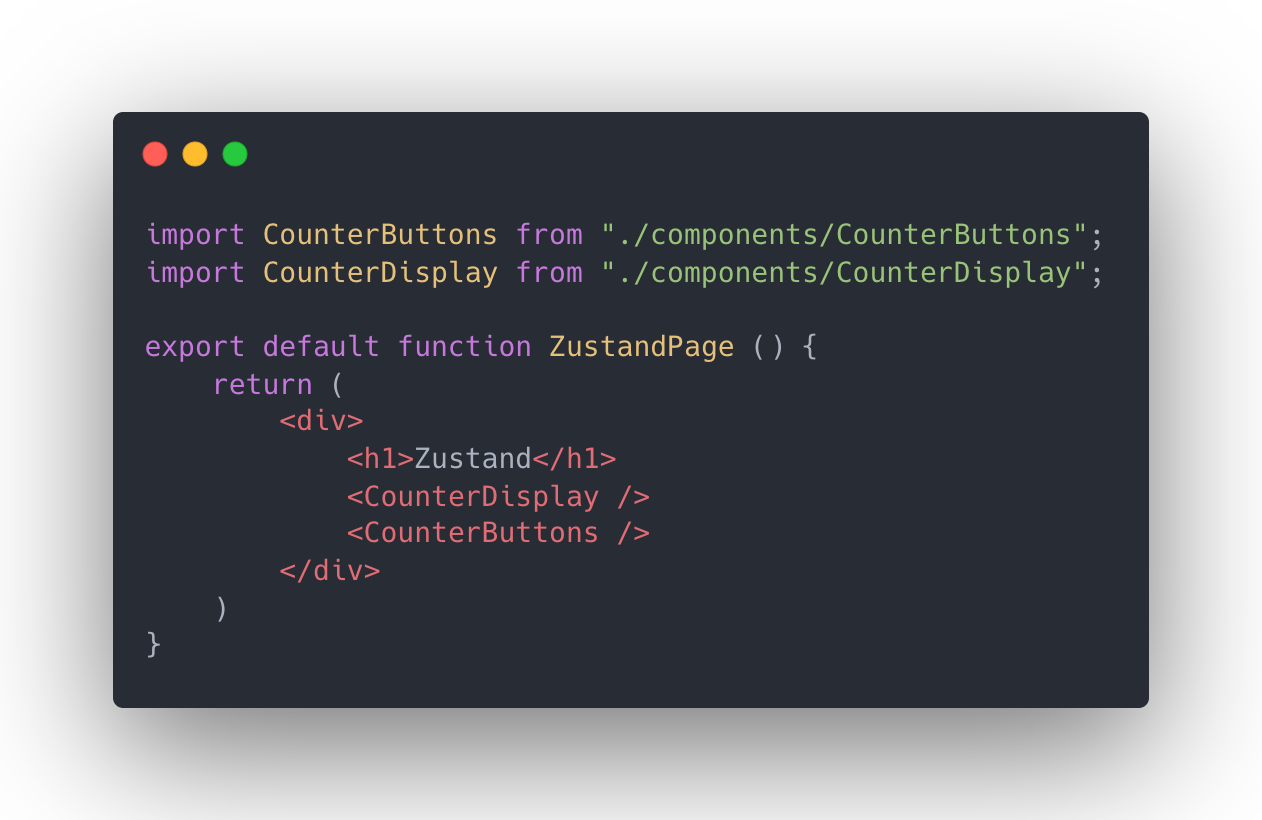 import CounterButtons from "./components/CounterButtons";
import CounterDisplay from "./components/CounterDisplay";

export default function ZustandPage () {
    return (
        <div>
            <h1>Zustand</h1>
            <CounterDisplay />
            <CounterButtons />
        </div>
    )
}